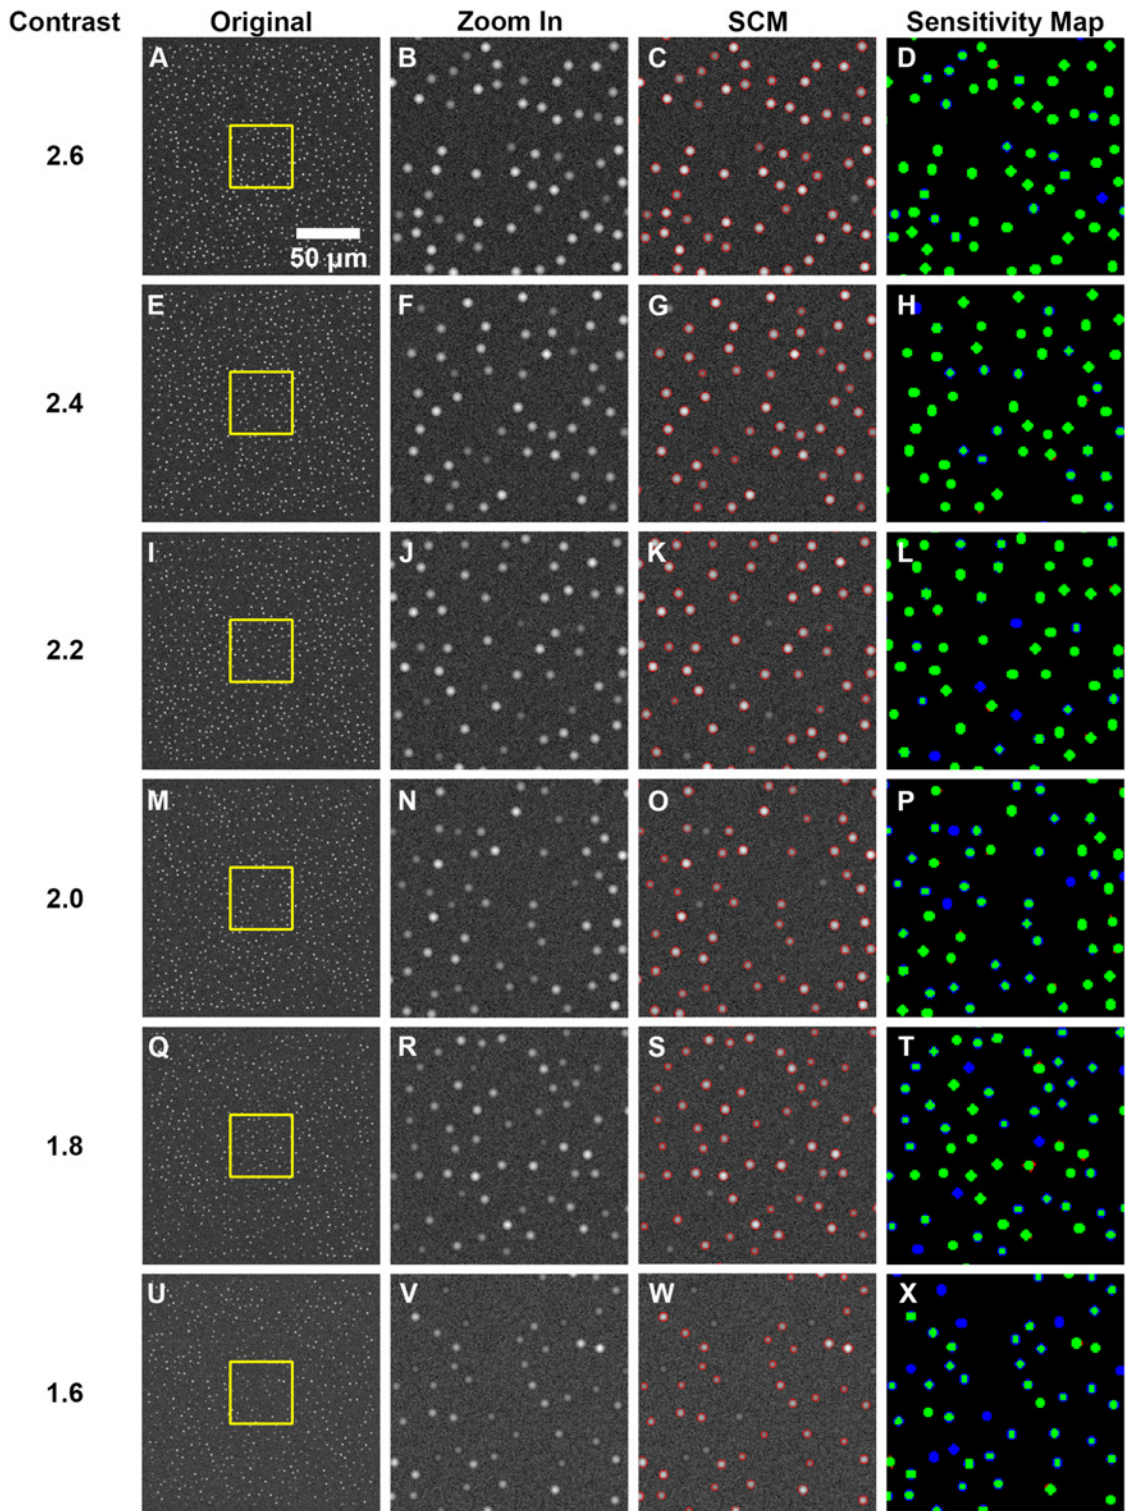 Contrast Original Zoom In SCM Sensitivity Map
A B C D
2.6
50 µm
E F G H
2.4
I J K L
2.2
M N O P
2.0
Q R S T
1.8
U V W X
1.6